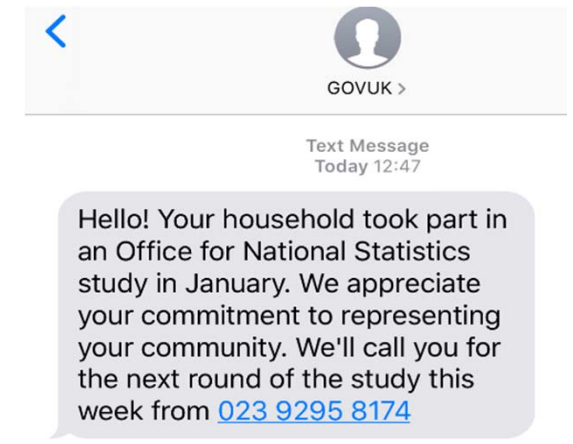 GOVUK >
Text Message
Today 12:47
Hello! Your household took part in
an Office for National Statistics
study in January. We appreciate
your commitment to representing
your community. We'll call you for
the next round of the study this
week from 023 9295 8174